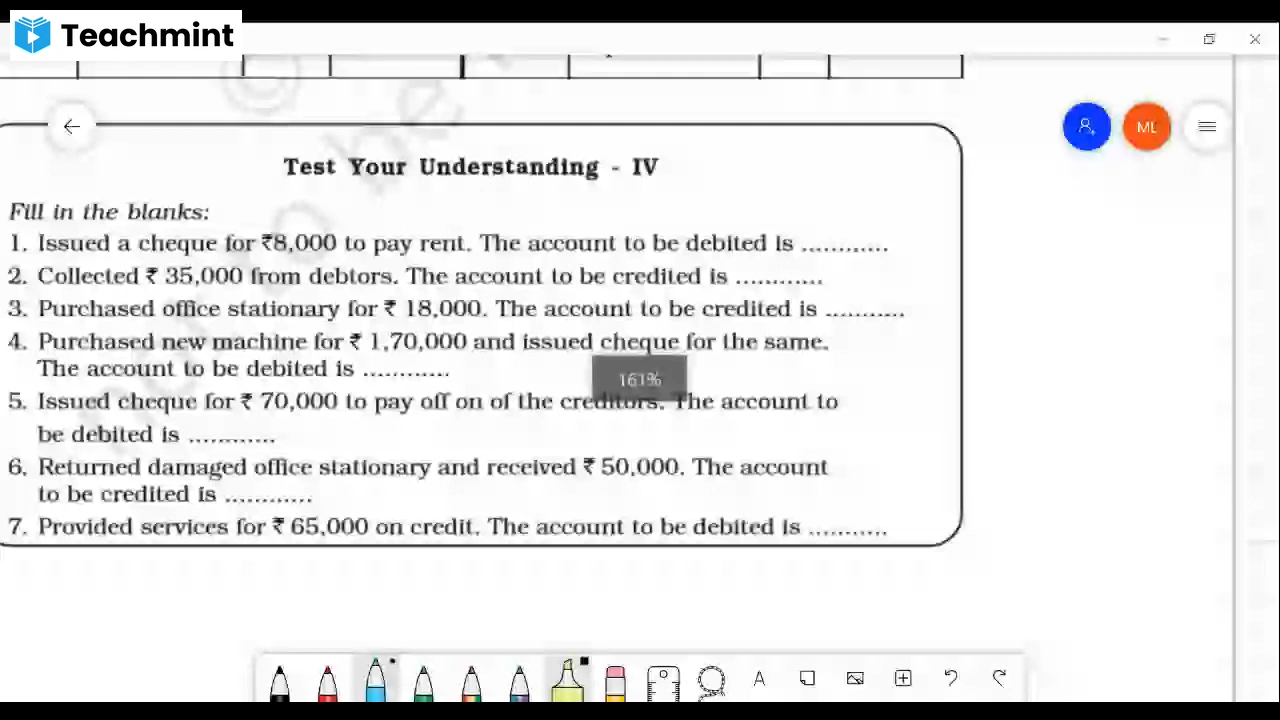 Teachmint
ML
Test Your Understanding - IV
Fill in the blanks:
1. Issued a cheque for ₹8,000 to pay rent. The account to be debited is ............
2. Collected ₹ 35,000 from debtors. The account to be credited is ............
3. Purchased office stationary for ₹ 18,000. The account to be credited is ...........
4. Purchased new machine for ₹ 1,70,000 and issued cheque for the same.
The account to be debited is ............
161%
5. Issued cheque for ₹ 70,000 to pay off on of the creditors. The account to
be debited is ............
6. Returned damaged office stationary and received ₹ 50,000. The account
to be credited is ............
7. Provided services for ₹ 65,000 on credit. The account to be debited is ...........
A